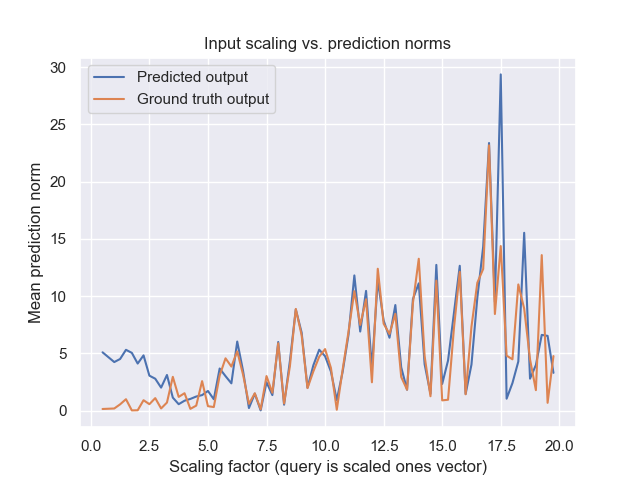 Input scaling vs. prediction norms
Predicted output
Ground truth output
Mean prediction norm
30
25
20
15
10
5
0
0.0 2.5 5.0 7.5 10.0 12.5 15.0 17.5 20.0
Scaling factor (query is scaled ones vector)